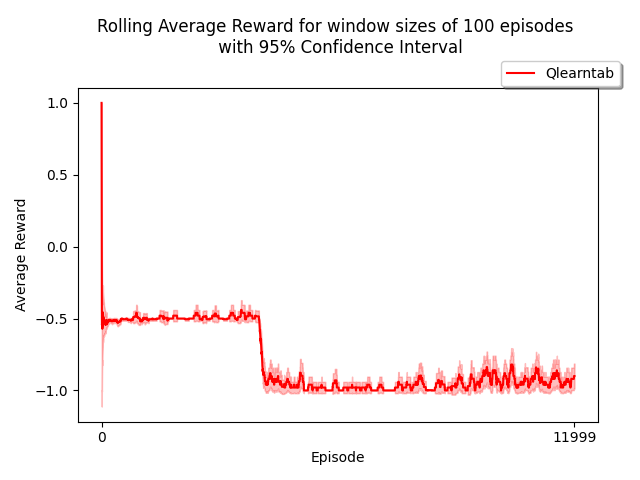 Rolling Average Reward for window sizes of 100 episodes
with 95% Confidence Interval
Qlearntab
1.0
0.5
0.0
−0.5
−1.0
Average Reward
0
11999
Episode